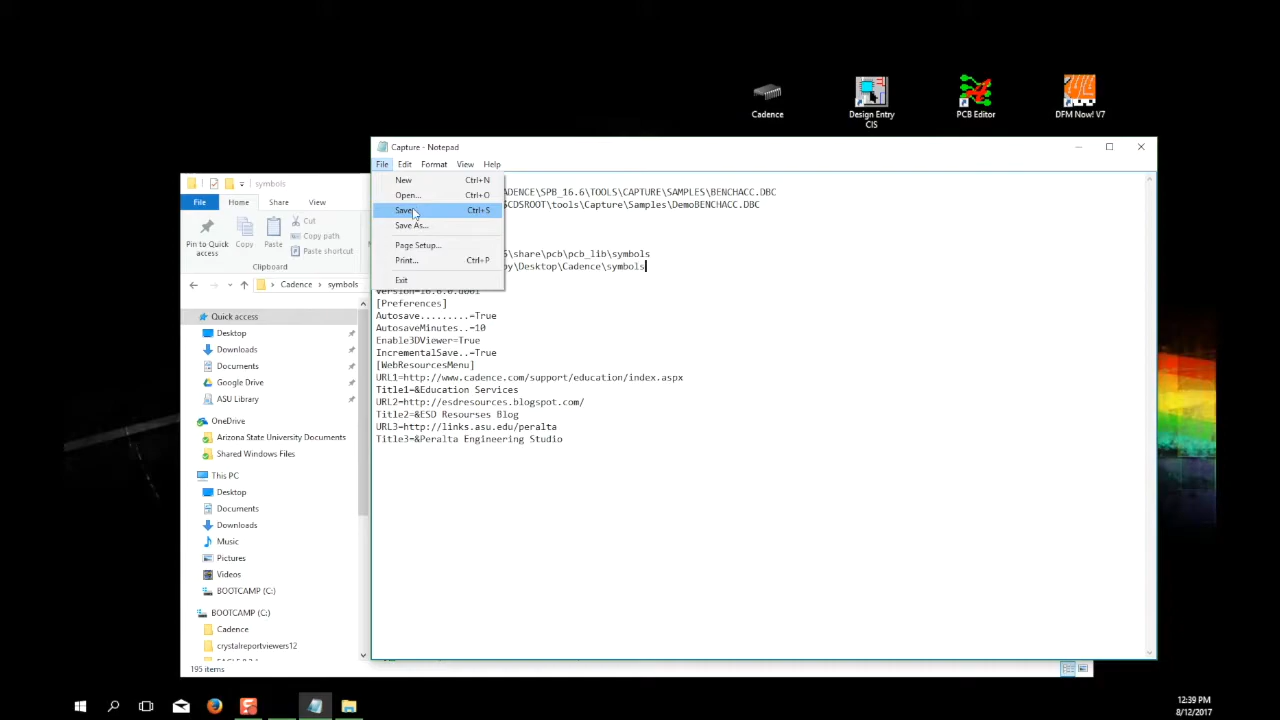 Cadence
Design Entry CIS
PCB Editor
DFM Now! V7
Capture - Notepad
File Edit Format View Help
New Ctrl+N
Open... Ctrl+O
Save Ctrl+S
Save As...
Page Setup...
Print... Ctrl+P
Exit
ADENCE\SPB_16.6\TOOLS\CAPTURE\SAMPLES\BENCHACC.DBC
CDSROOT\tools\Capture\Samples\DemoBENCHACC.DBC
\share\pcb\pcb_lib\symbols
\Desktop\Cadence\symbols
[Preferences]
Autosave.........=True
AutosaveMinutes..=10
Enable3DViewer=True
IncrementalSave..=True
[WebResourcesMenu]
URL1=http://www.cadence.com/support/education/index.aspx
Title1=&Education Services
URL2=http://esdresources.blogspot.com/
Title2=&ESD Resourses Blog
URL3=http://links.asu.edu/peralta
Title3=&Peralta Engineering Studio
symbols
File Home Share View
Pin to Quick access
Copy
Paste
Cut
Copy path
Paste shortcut
Clipboard
Cadence > symbols
Quick access
Desktop
Downloads
Documents
Google Drive
ASU Library
OneDrive
Arizona State University Documents
Shared Windows Files
This PC
Desktop
Documents
Downloads
Music
Pictures
Videos
BOOTCAMP (C:)
BOOTCAMP (C:)
Cadence
crystalreportviewers12
195 items
12:39 PM
8/12/2017